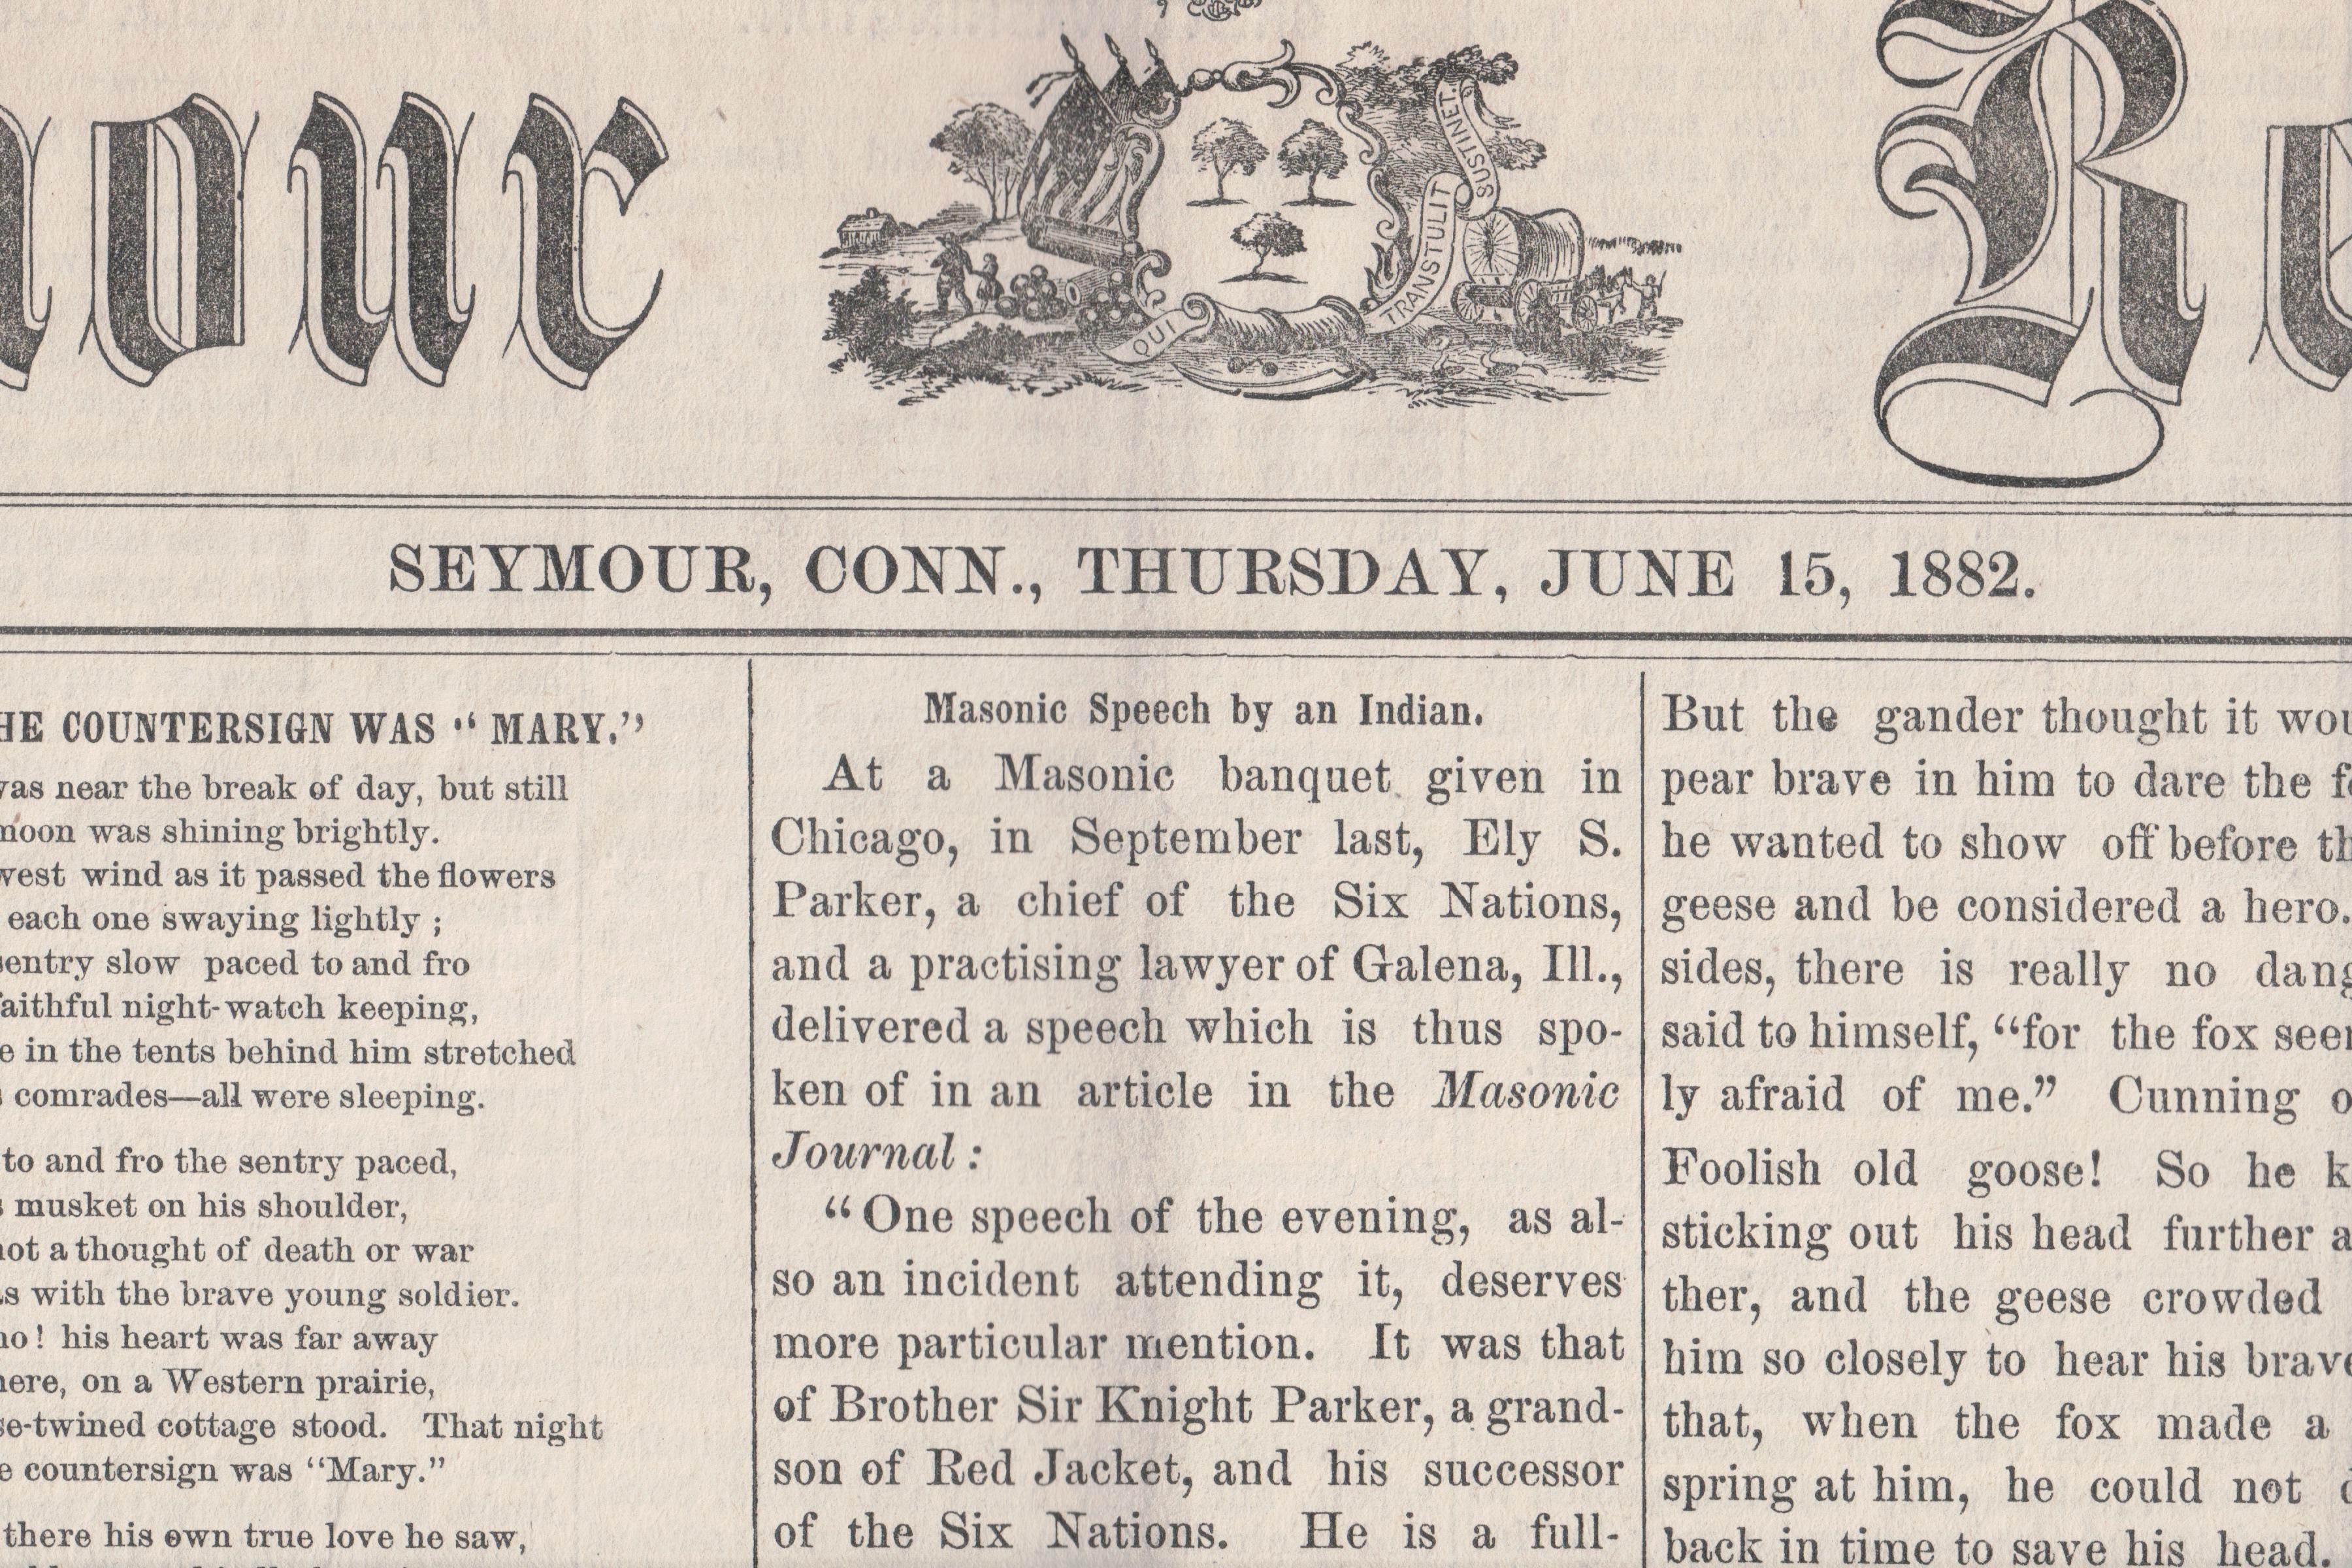 our
QUI TRANSTULIT SUSTINET.
SEYMOUR, CONN., THURSDAY, JUNE 15, 1882.
HE COUNTERSIGN WAS “ MARY.”
was near the break of day, but still
moon was shining brightly.
west wind as it passed the flowers
each one swaying lightly ;
sentry slow paced to and fro
faithful night-watch keeping,
e in the tents behind him stretched
s comrades—all were sleeping.
to and fro the sentry paced,
s musket on his shoulder,
not a thought of death or war
as with the brave young soldier.
no ! his heart was far away
here, on a Western prairie,
se-twined cottage stood. That night
e countersign was “Mary.”
there his own true love he saw,
Masonic Speech by an Indian.
At a Masonic banquet given in
Chicago, in September last, Ely S.
Parker, a chief of the Six Nations,
and a practising lawyer of Galena, Ill.,
delivered a speech which is thus spo-
ken of in an article in the Masonic
Journal :
“ One speech of the evening, as al-
so an incident attending it, deserves
more particular mention. It was that
of Brother Sir Knight Parker, a grand-
son of Red Jacket, and his successor
of the Six Nations. He is a full-
But the gander thought it wou
pear brave in him to dare the fo
he wanted to show off before th
geese and be considered a hero.
sides, there is really no dang
said to himself, “for the fox seem
ly afraid of me.” Cunning o
Foolish old goose! So he k
sticking out his head further a
ther, and the geese crowded
him so closely to hear his brave
that, when the fox made a
spring at him, he could not
back in time to save his head.